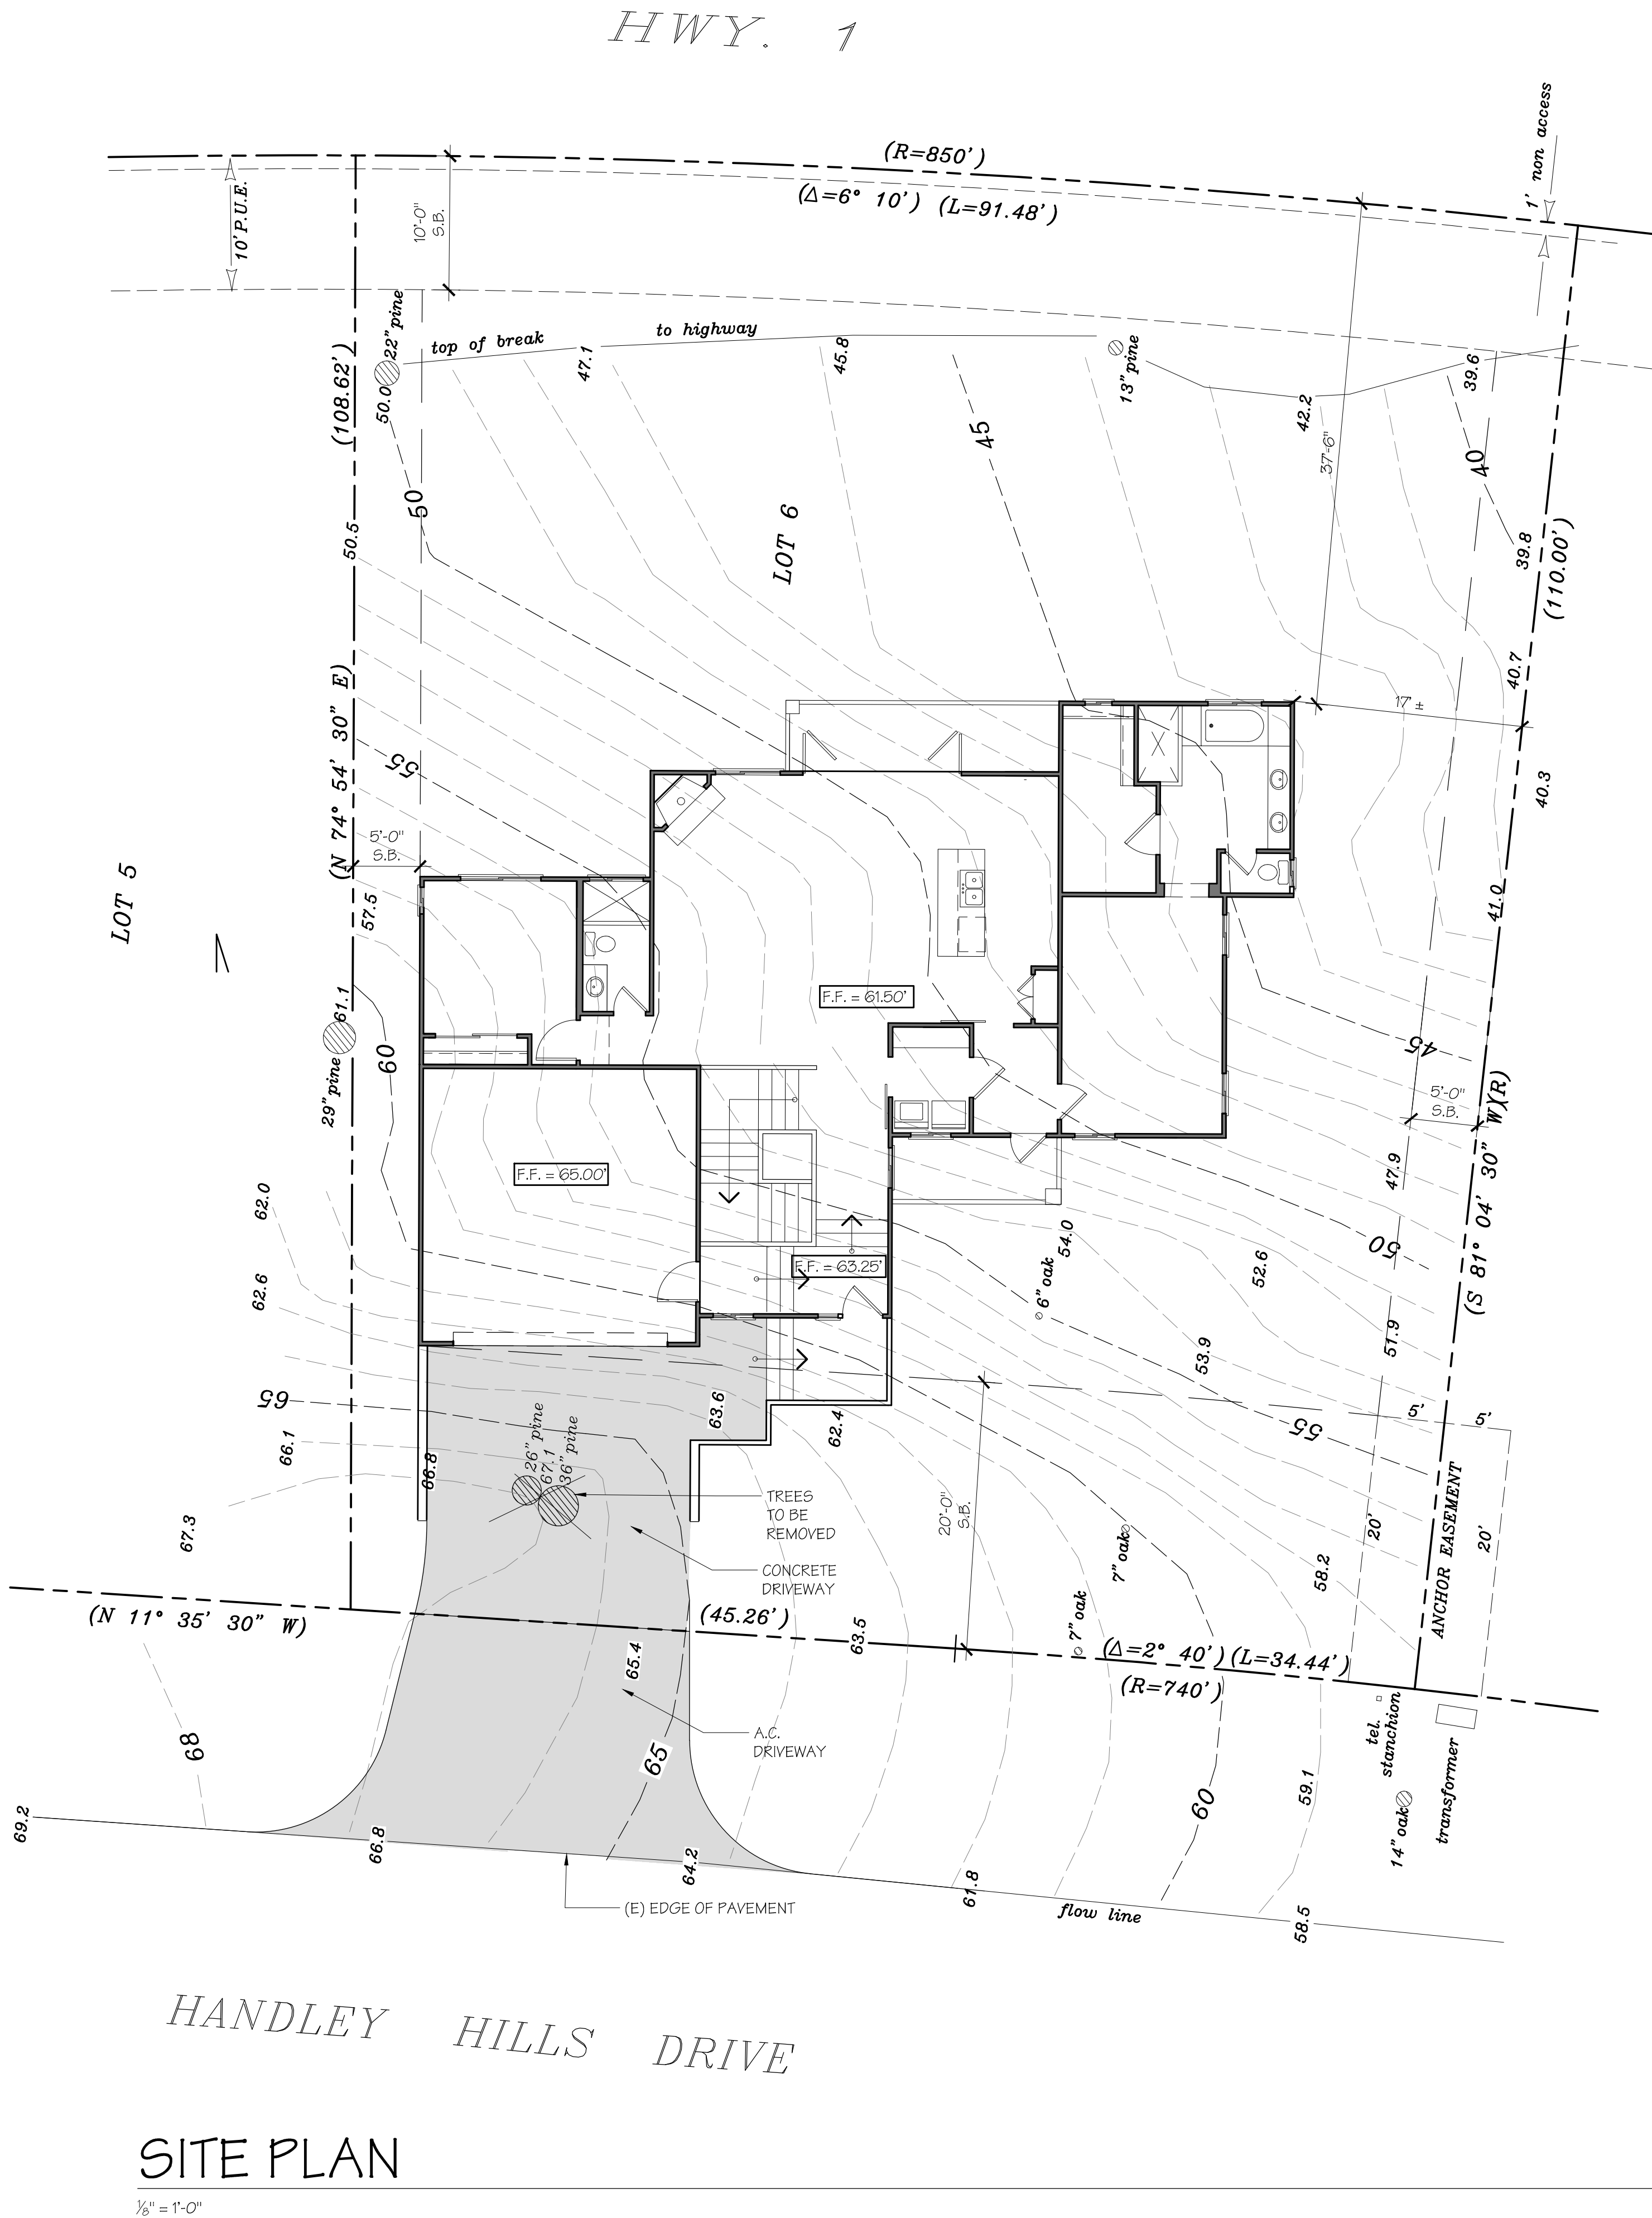 HWY. 1
(R=850')
(Δ=6° 10') (L=91.48')
1' non access
10' P.U.E.
10'-0"
S.B.
22" pine
top of break
to highway
47.1
45.8
13" pine
39.6
42.2
37'-6"
(108.62')
50.0
50
45
40
50.5
LOT 6
39.8
(110.00')
40.7
(N 74° 54' 30" E)
17' ±
55
40.3
5'-0"
S.B.
LOT 5
57.5
41.0
61.1
29" pine
60
F.F. = 61.50'
45
5'-0"
S.B.
(S 81° 04' 30" W)(R)
F.F. = 65.00'
47.9
62.0
54.0
50
F.F. = 63.25'
52.6
6" oak
62.6
51.9
53.9
65
63.6
62.4
5'
5'
55
66.1
66.8
26" pine
67.1
36" pine
TREES
TO BE
REMOVED
20'-0"
S.B.
67.3
7" oak
20'
20'
ANCHOR EASEMENT
CONCRETE
DRIVEWAY
58.2
(N 11° 35' 30" W)
(45.26')
63.5
7" oak
(Δ=2° 40') (L=34.44')
65.4
(R=740')
A.C.
DRIVEWAY
68
65
60
59.1
tel.
stanchion
transformer
14" oak
69.2
66.8
64.2
61.8
58.5
(E) EDGE OF PAVEMENT
flow line
HANDLEY HILLS DRIVE
SITE PLAN
1/8" = 1'-0"